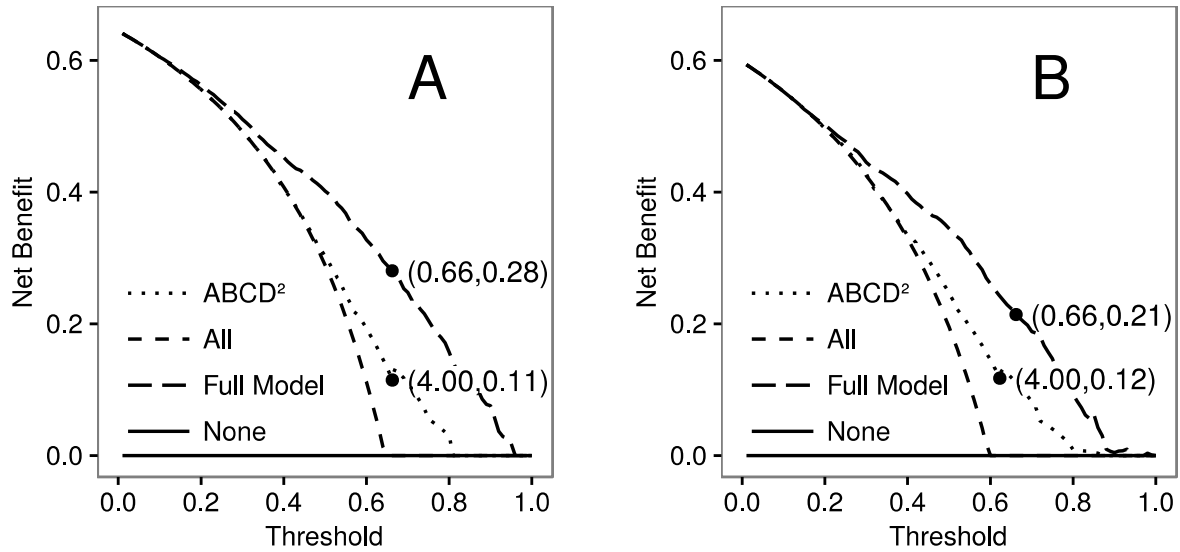 A
0.6
0.4
0.2
0.0
Net Benefit
(0.66,0.28)
(4.00,0.11)
ABCD²
All
Full Model
None
0.0 0.2 0.4 0.6 0.8 1.0
Threshold
B
0.6
0.4
0.2
0.0
Net Benefit
(0.66,0.21)
(4.00,0.12)
ABCD²
All
Full Model
None
0.0 0.2 0.4 0.6 0.8 1.0
Threshold